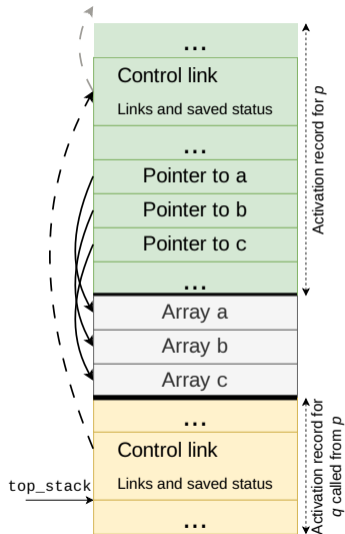 ...
Control link
Links and saved status
...
Pointer to a
Pointer to b
Pointer to c
...
Activation record for p
Array a
Array b
Array c
...
Control link
top_stack
Links and saved status
...
Activation record for
q called from p